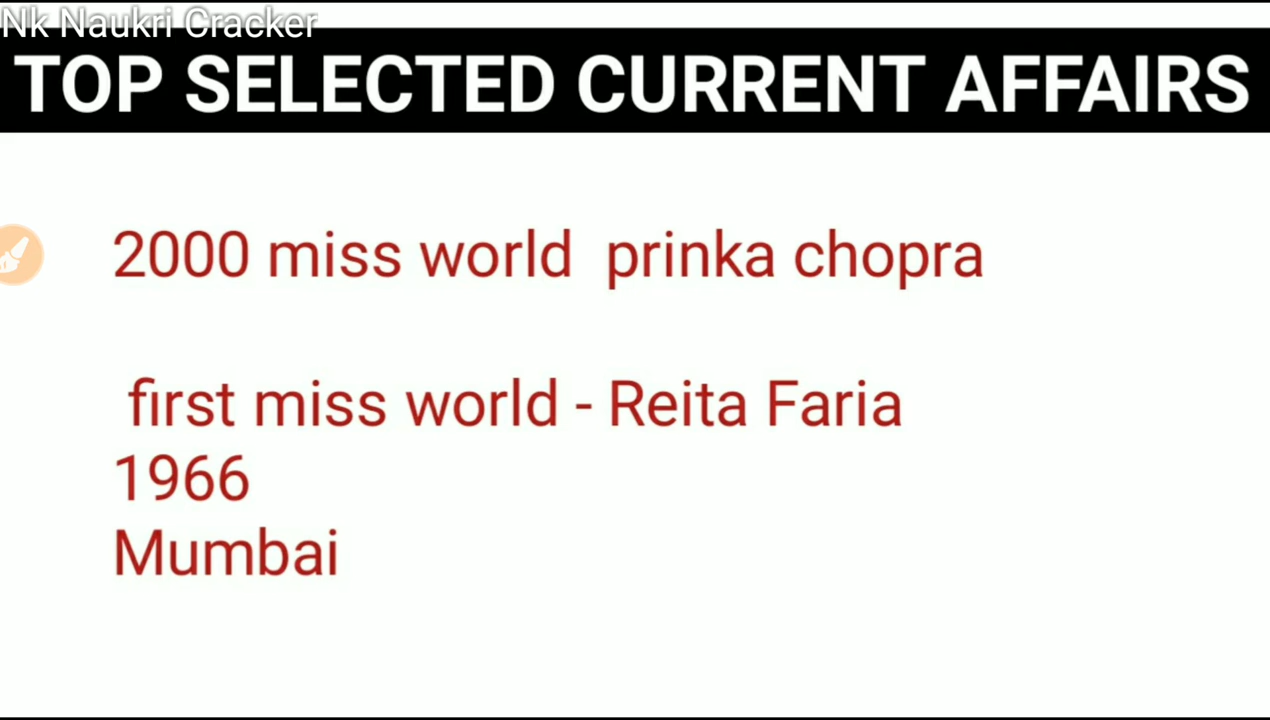 Nk Naukri Cracker
TOP SELECTED CURRENT AFFAIRS
2000 miss world prinka chopra
first miss world - Reita Faria
1966
Mumbai